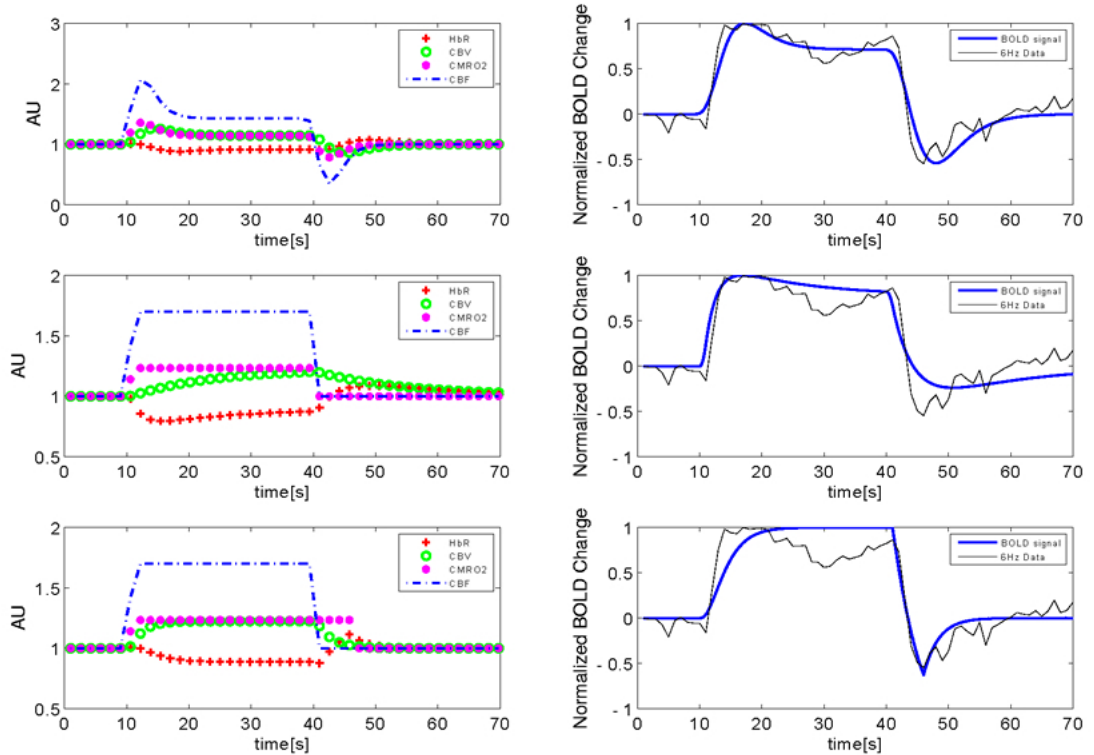 3
2
1
0
AU
0 10 20 30 40 50 60 70
time[s]
HbR
CBV
CMRO2
CBF
1
0.5
0
- 0.5
- 1
Normalized BOLD Change
0 10 20 30 40 50 60 70
time[s]
BOLD signal
6Hz Data
2
1.5
1
0.5
AU
0 10 20 30 40 50 60 70
time[s]
HbR
CBV
CMRO2
CBF
1
0.5
0
- 0.5
- 1
Normalized BOLD Change
0 10 20 30 40 50 60 70
time[s]
BOLD signal
6Hz Data
2
1.5
1
0.5
AU
0 10 20 30 40 50 60 70
time[s]
HbR
CBV
CMRO2
CBF
1
0.5
0
- 0.5
- 1
Normalized BOLD Change
0 10 20 30 40 50 60 70
time[s]
BOLD signal
6Hz Data